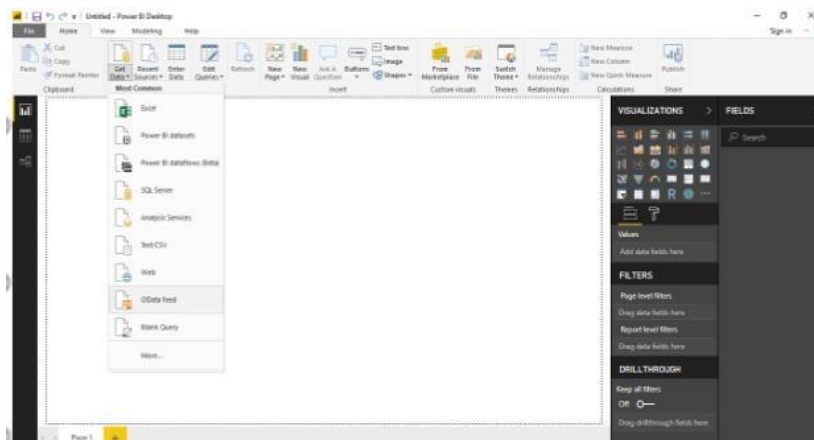 Untitled - Power BI Desktop
File Home View Modeling Help
Sign in
Paste
Cut
Copy
Format Painter
Get Data
Recent Sources
Enter Data
Edit Queries
Refresh
New Page
New Visual
Ask A Question
Buttons
Text box
Image
Shapes
From Marketplace
From File
Switch Theme
Manage Relationships
New Measure
New Column
New Quick Measure
Publish
Clipboard
Insert
Custom visuals
Themes
Relationships
Calculations
Share
Most Common
Excel
Power BI datasets
Power BI dataflows (Beta)
SQL Server
Analysis Services
Text/CSV
Web
OData feed
Blank Query
More...
VISUALIZATIONS
R
Values
Add data fields here
FILTERS
Page level filters
Drag data fields here
Report level filters
Drag data fields here
DRILLTHROUGH
Keep all filters
Off
Drag drillthrough fields here
FIELDS
Search
Page 1